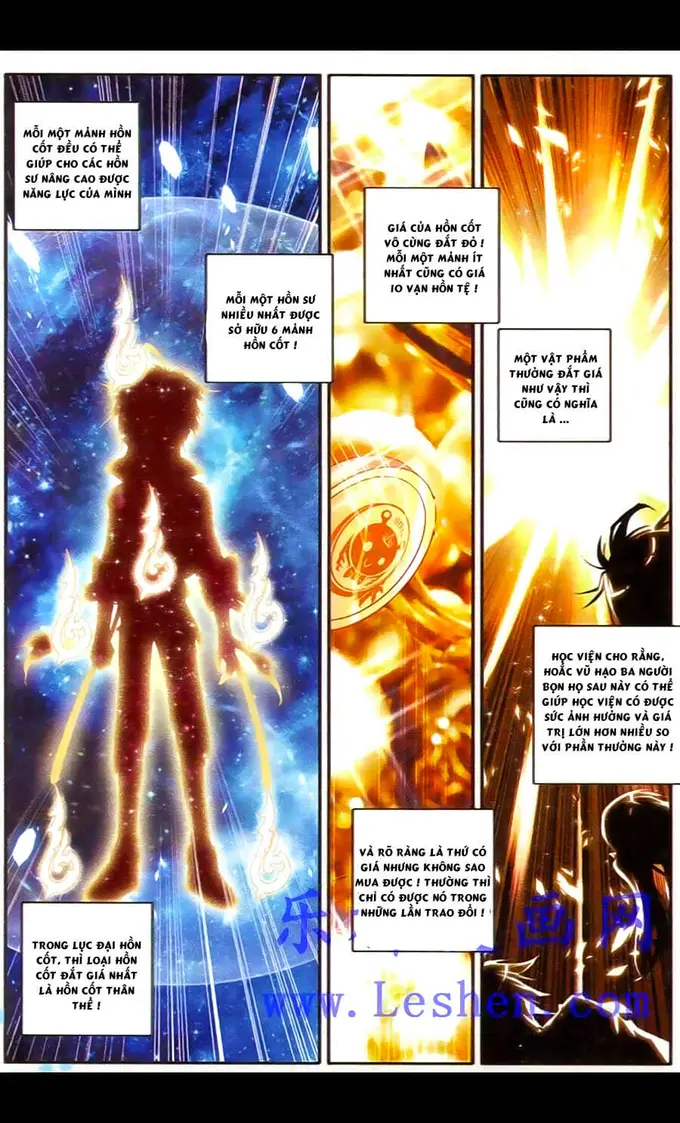 MỖI MỘT MẢNH HỒN
CỐT ĐỀU CÓ THỂ
GIÚP CHO CÁC HỒN
SƯ NÂNG CAO ĐƯỢC
NĂNG LỰC CỦA MÌNH
MỖI MỘT HỒN SƯ
NHIỀU NHẤT ĐƯỢC
SỞ HỮU 6 MẢNH
HỒN CỐT !
TRONG LỤC ĐẠI HỒN
CỐT, THÌ LOẠI HỒN
CỐT ĐẮT GIÁ NHẤT
LÀ HỒN CỐT THÂN
THỂ !
GIÁ CỦA HỒN CỐT
VÔ CÙNG ĐẮT ĐỎ !
MỖI MỘT MẢNH ÍT
NHẤT CŨNG CÓ GIÁ
10 VẠN HỒN TỆ !
VÀ RÕ RÀNG LÀ THỨ CÓ
GIÁ NHƯNG KHÔNG SAO
MUA ĐƯỢC ! THƯỜNG THÌ
CHỈ CÓ ĐƯỢC NÓ TRONG
NHỮNG LẦN TRAO ĐỔI !
MỘT VẬT PHẨM
THƯỞNG ĐẮT GIÁ
NHƯ VẬY THÌ
CŨNG CÓ NGHĨA
LÀ ...
HỌC VIỆN CHO RẰNG,
HOẮC VŨ HẠO BA NGƯỜI
BỌN HỌ SAU NÀY CÓ THỂ
GIÚP HỌC VIỆN CÓ ĐƯỢC
SỨC ẢNH HƯỞNG VÀ GIÁ
TRỊ LỚN HƠN NHIỀU SO
VỚI PHẦN THƯỞNG NÀY !
www.Leshen.com